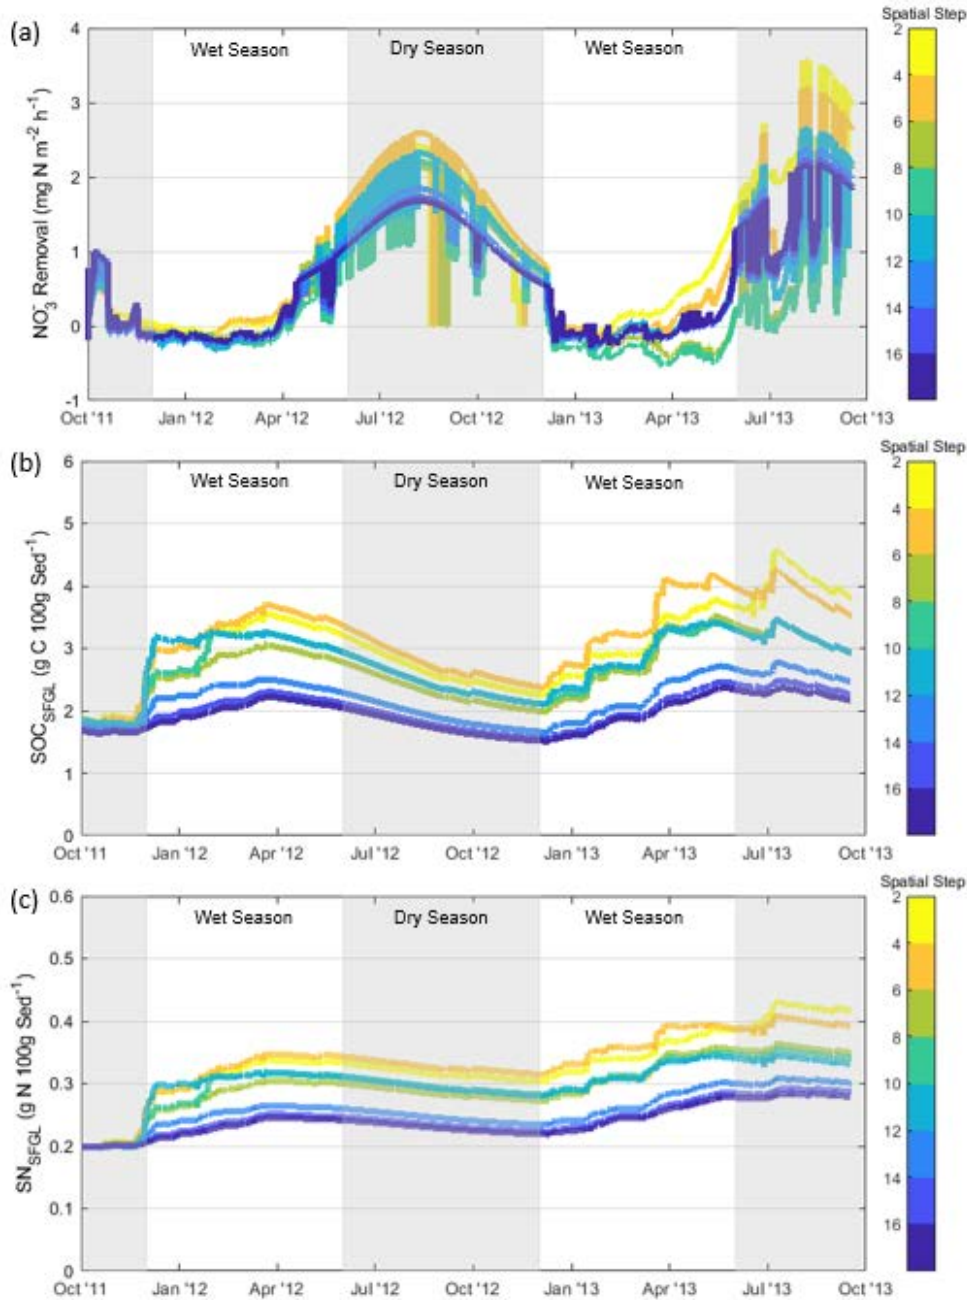 (a)
Spatial Step
Wet Season Dry Season Wet Season
NO3- Removal (mg N m-2 h-1)
4
3
2
1
0
-1
Oct '11 Jan '12 Apr '12 Jul '12 Oct '12 Jan '13 Apr '13 Jul '13 Oct '13
2
4
6
8
10
12
14
16
(b)
Spatial Step
Wet Season Dry Season Wet Season
SOCSFGL (g C 100g Sed-1)
6
5
4
3
2
1
0
Oct '11 Jan '12 Apr '12 Jul '12 Oct '12 Jan '13 Apr '13 Jul '13 Oct '13
2
4
6
8
10
12
14
16
(c)
Spatial Step
Wet Season Dry Season Wet Season
SNSFGL (g N 100g Sed-1)
0.6
0.5
0.4
0.3
0.2
0.1
0
Oct '11 Jan '12 Apr '12 Jul '12 Oct '12 Jan '13 Apr '13 Jul '13 Oct '13
2
4
6
8
10
12
14
16